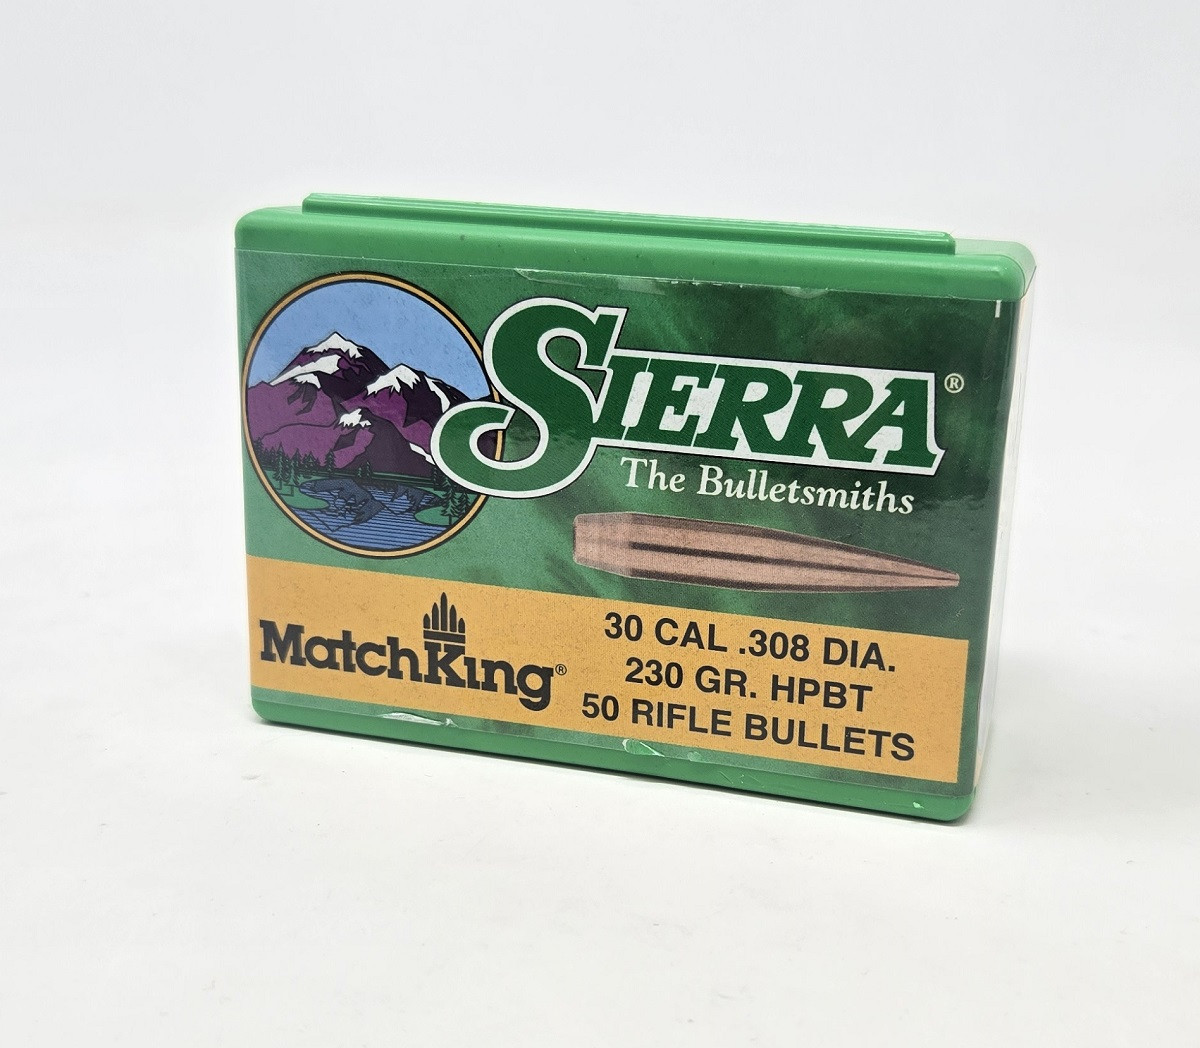 SIERRA®
The Bulletsmiths
MatchKing®
30 CAL .308 DIA.
230 GR. HPBT
50 RIFLE BULLETS